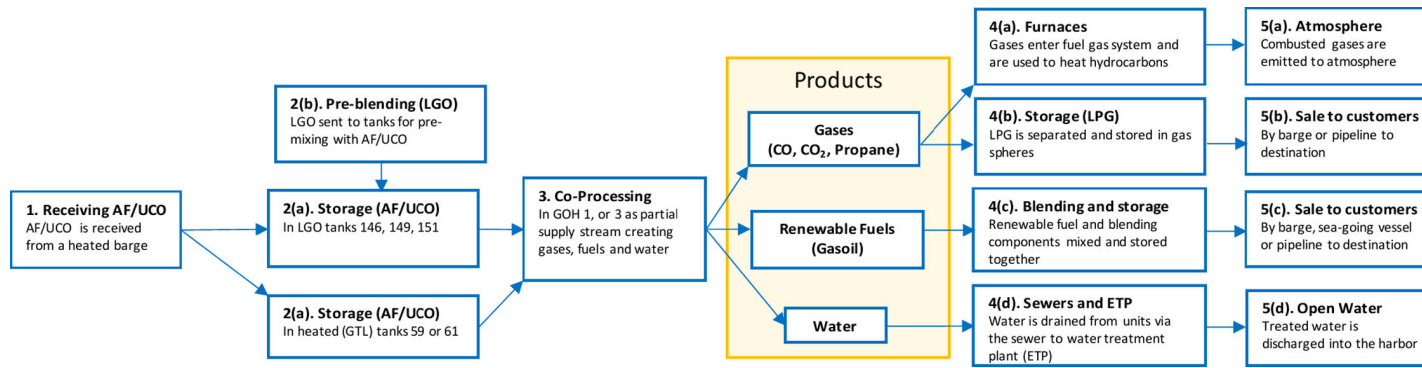 1. Receiving AF/UCO
AF/UCO is received
from a heated barge
2(b). Pre-blending (LGO)
LGO sent to tanks for pre-
mixing with AF/UCO
2(a). Storage (AF/UCO)
In LGO tanks 146, 149, 151
2(a). Storage (AF/UCO)
In heated (GTL) tanks 59 or 61
3. Co-Processing
In GOH 1, or 3 as partial
supply stream creating
gases, fuels and water
Products
Gases
(CO, CO₂, Propane)
Renewable Fuels
(Gasoil)
Water
4(a). Furnaces
Gases enter fuel gas system and
are used to heat hydrocarbons
5(a). Atmosphere
Combusted gases are
emitted to atmosphere
4(b). Storage (LPG)
LPG is separated and stored in gas
spheres
5(b). Sale to customers
By barge or pipeline to
destination
4(c). Blending and storage
Renewable fuel and blending
components mixed and stored
together
5(c). Sale to customers
By barge, sea-going vessel
or pipeline to destination
4(d). Sewers and ETP
Water is drained from units via
the sewer to water treatment
plant (ETP)
5(d). Open Water
Treated water is
discharged into the harbor